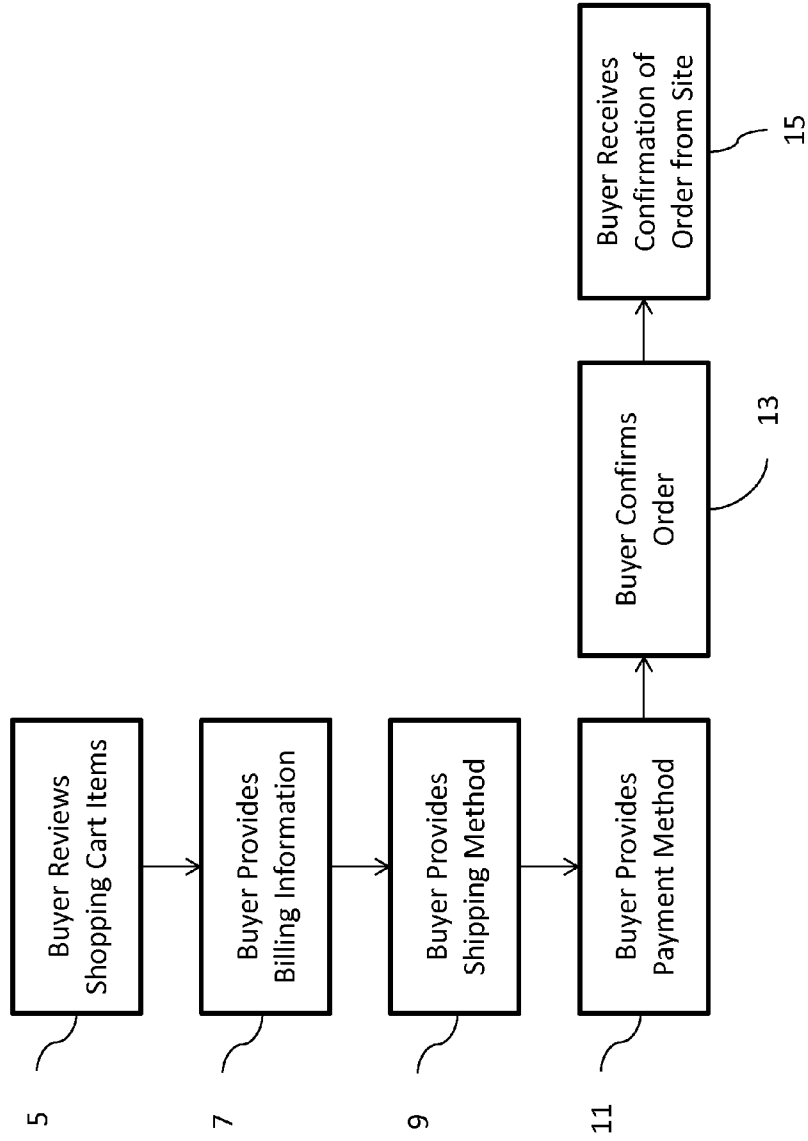 5
Buyer Reviews
Shopping Cart Items
7
Buyer Provides
Billing Information
9
Buyer Provides
Shipping Method
11
Buyer Provides
Payment Method
Buyer Confirms
Order
13
Buyer Receives
Confirmation of
Order from Site
15